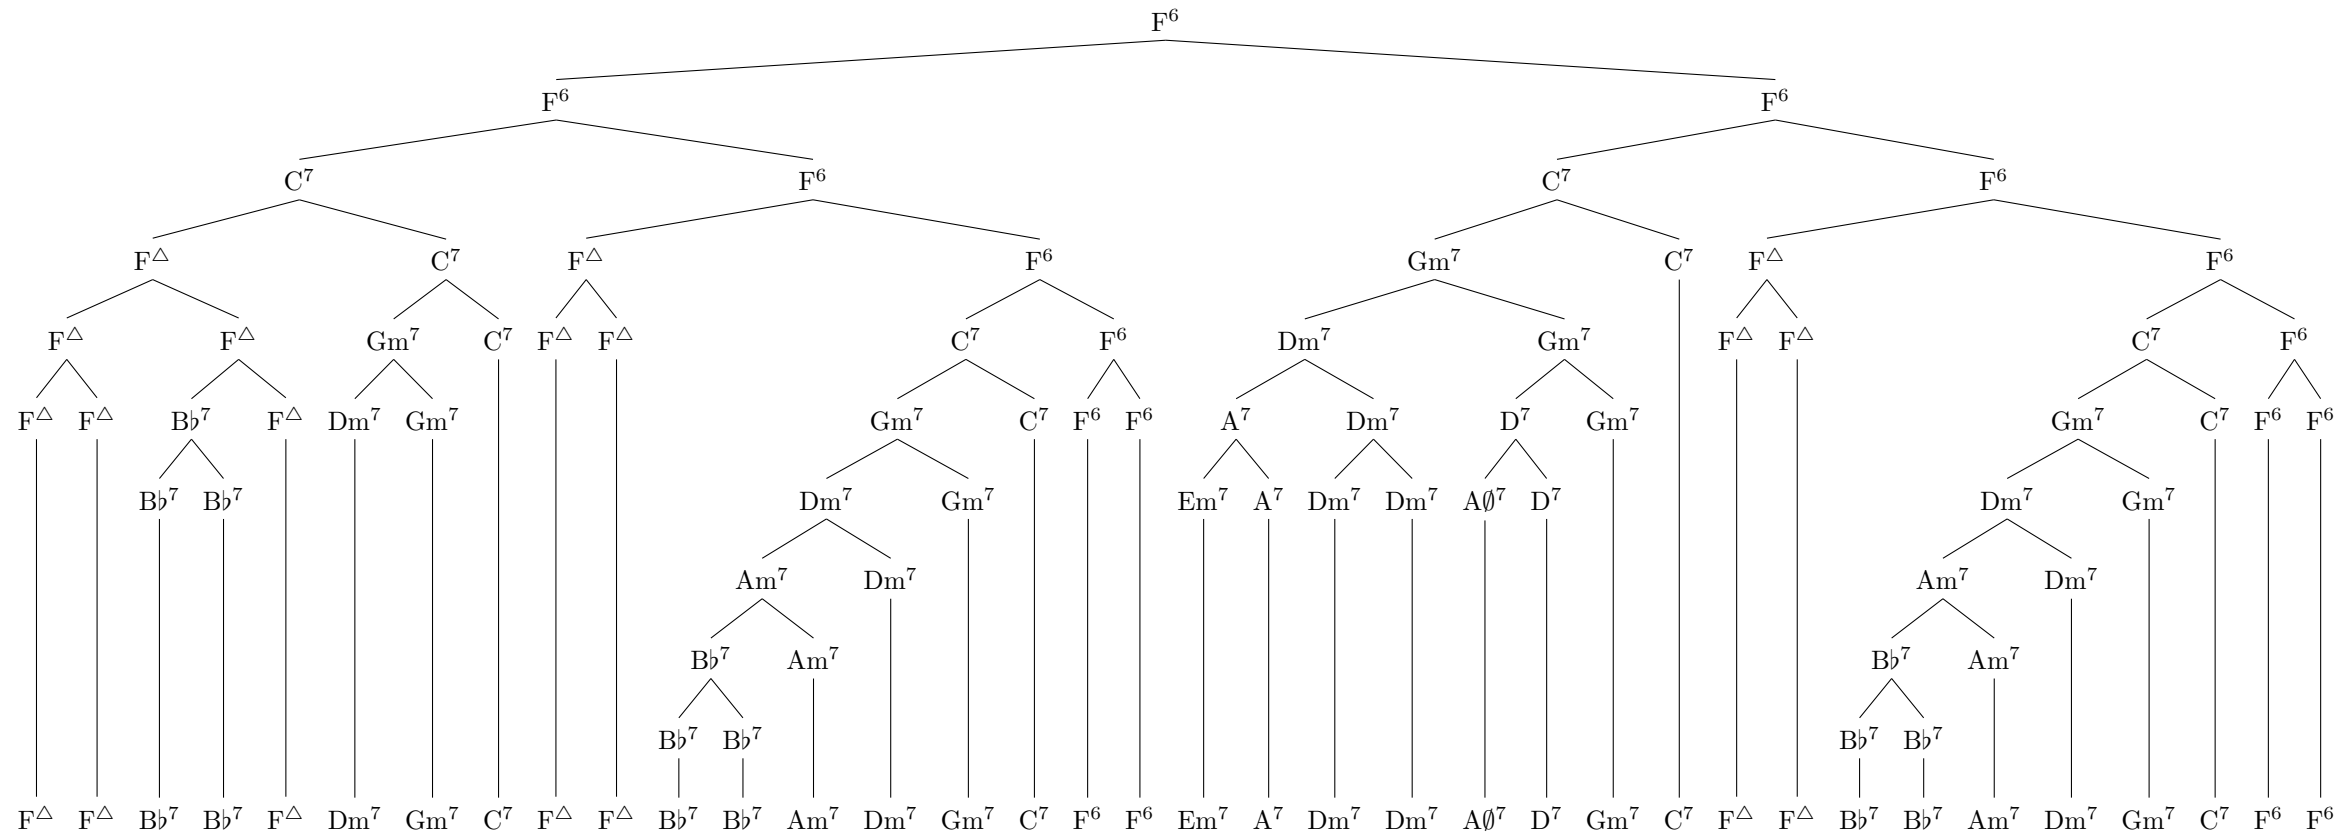 F⁶
F⁶ F⁶
C⁷ F⁶ C⁷ F⁶
F△ C⁷ F△ F⁶ Gm⁷ C⁷ F△ F⁶
F△ F△ Gm⁷ C⁷ F△ F△ C⁷ F⁶ Dm⁷ Gm⁷ F△ F△ C⁷ F⁶
F△ F△ B♭⁷ F△ Dm⁷ Gm⁷ Gm⁷ C⁷ F⁶ F⁶ A⁷ Dm⁷ D⁷ Gm⁷ Gm⁷ C⁷ F⁶ F⁶
B♭⁷ B♭⁷ Dm⁷ Gm⁷ Em⁷ A⁷ Dm⁷ Dm⁷ A∅⁷ D⁷ Dm⁷ Gm⁷
Am⁷ Dm⁷ Am⁷ Dm⁷
B♭⁷ Am⁷ B♭⁷ Am⁷
B♭⁷ B♭⁷ B♭⁷ B♭⁷
F△ F△ B♭⁷ B♭⁷ F△ Dm⁷ Gm⁷ C⁷ F△ F△ B♭⁷ B♭⁷ Am⁷ Dm⁷ Gm⁷ C⁷ F⁶ F⁶ Em⁷ A⁷ Dm⁷ Dm⁷ A∅⁷ D⁷ Gm⁷ C⁷ F△ F△ B♭⁷ B♭⁷ Am⁷ Dm⁷ Gm⁷ C⁷ F⁶ F⁶